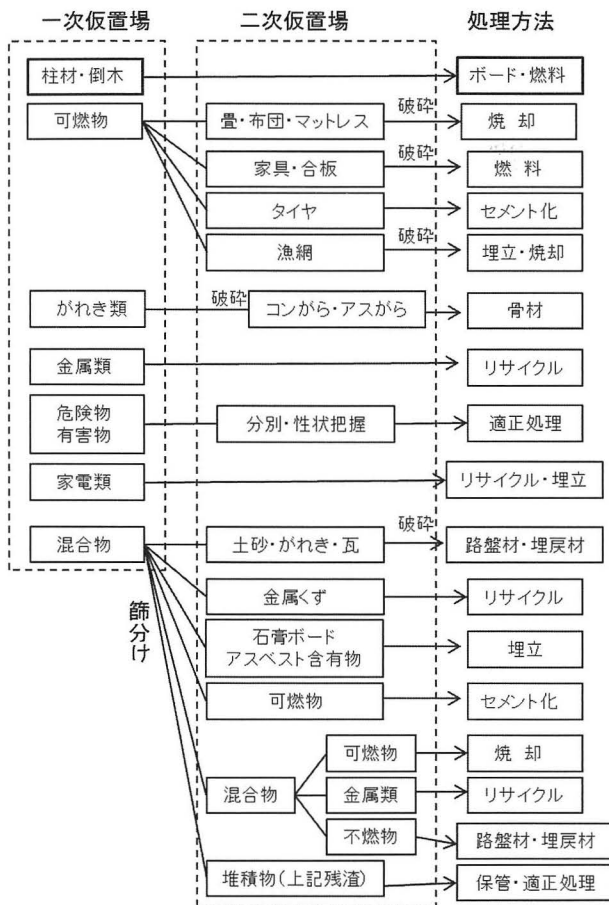 一次仮置場 二次仮置場 処理方法
柱材・倒木 ボード・燃料
可燃物 畳・布団・マットレス 破砕 焼却
家具・合板 破砕 燃料
タイヤ セメント化
漁網 破砕 埋立・焼却
がれき類 破砕 コンがら・アスがら 骨材
金属類 リサイクル
危険物
有害物 分別・性状把握 適正処理
家電類 リサイクル・埋立
混合物 土砂・がれき・瓦 破砕 路盤材・埋戻材
篩分け
金属くず リサイクル
石膏ボード
アスベスト含有物 埋立
可燃物 セメント化
混合物 可燃物 焼却
金属類 リサイクル
不燃物 路盤材・埋戻材
堆積物(上記残渣) 保管・適正処理